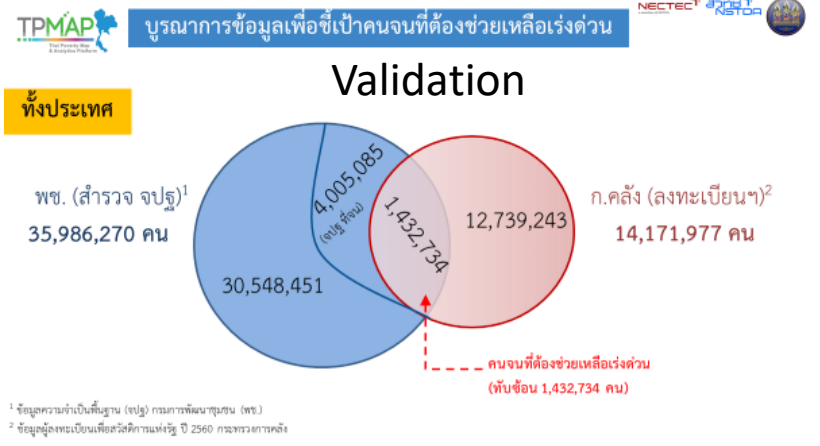 TPMAP
Thai Poverty Map
& Analytics Platform
บูรณาการข้อมูลเพื่อชี้เป้าคนจนที่ต้องช่วยเหลือเร่งด่วน
NECTEC
สวทช
NSTDA
Validation
ทั้งประเทศ
พช. (สำรวจ จปฐ)¹
35,986,270 คน
4,005,085
(จปฐ ที่จน)
1,432,734
12,739,243
ก.คลัง (ลงทะเบียนฯ)²
14,171,977 คน
30,548,451
คนจนที่ต้องช่วยเหลือเร่งด่วน
(ทับซ้อน 1,432,734 คน)
¹ ข้อมูลความจำเป็นพื้นฐาน (จปฐ) กรมการพัฒนาชุมชน (พช.)
² ข้อมูลผู้ลงทะเบียนเพื่อสวัสดิการแห่งรัฐ ปี 2560 กระทรวงการคลัง